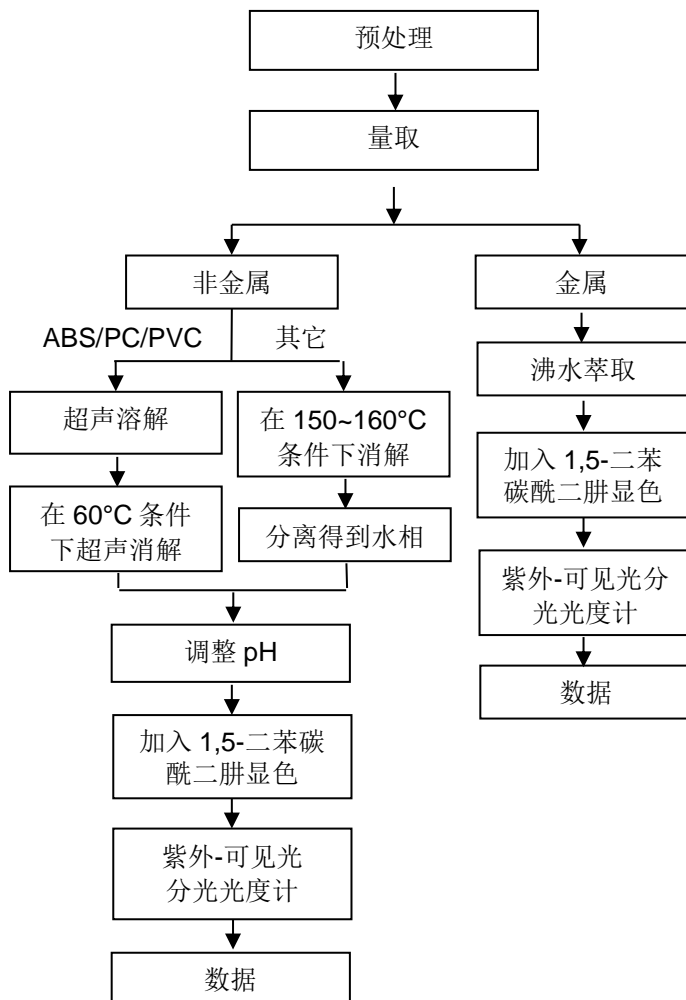 预处理
量取
非金属
金属
ABS/PC/PVC
其它
沸水萃取
超声溶解
在 150~160°C
条件下消解
加入 1,5-二苯
碳酰二肼显色
在 60°C 条件
下超声消解
分离得到水相
紫外-可见光分
光光度计
调整 pH
数据
加入 1,5-二苯碳
酰二肼显色
紫外-可见光
分光光度计
数据